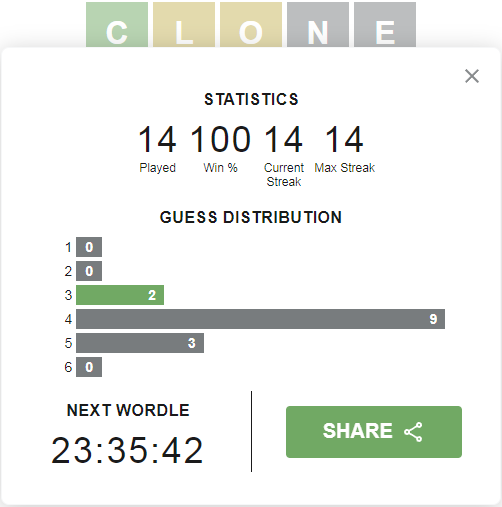 C L O N E
STATISTICS
14 100 14 14
Played Win % Current Streak Max Streak
GUESS DISTRIBUTION
1 0
2 0
3 2
4 9
5 3
6 0
NEXT WORDLE
23:35:42
SHARE